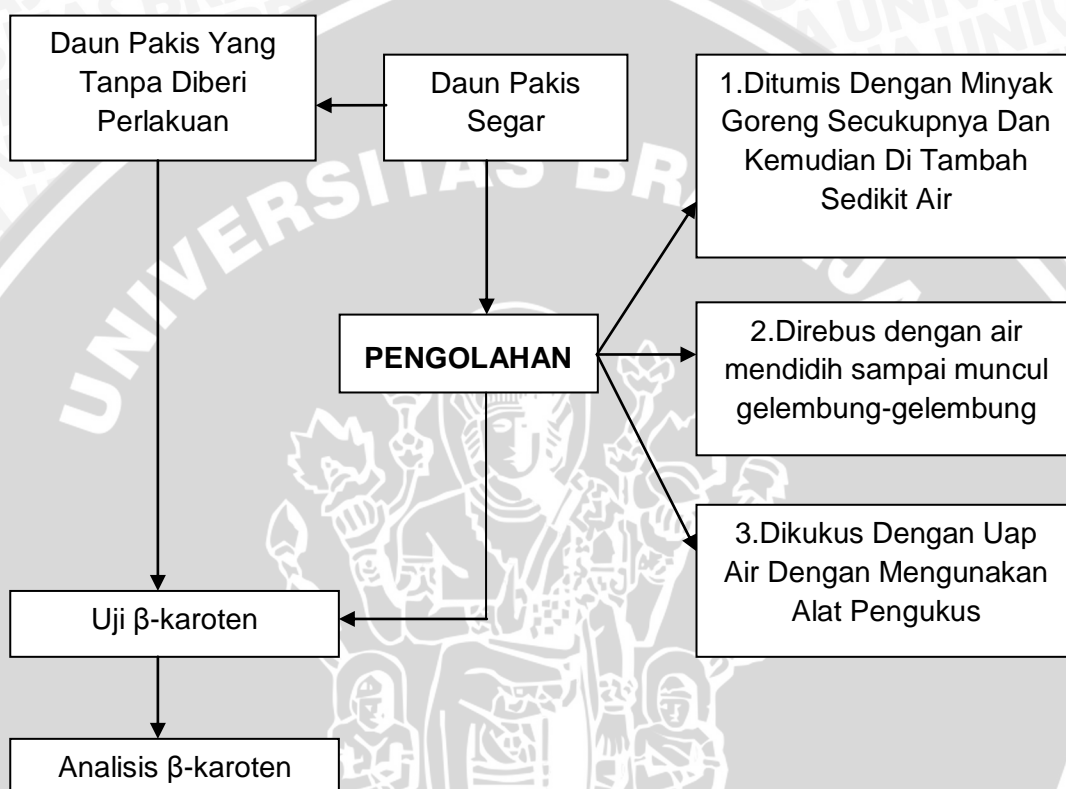 Daun Pakis Yang
Tanpa Diberi
Perlakuan
Daun Pakis
Segar
1.Ditumis Dengan Minyak
Goreng Secukupnya Dan
Kemudian Di Tambah
Sedikit Air
PENGOLAHAN
2.Direbus dengan air
mendidih sampai muncul
gelembung-gelembung
3.Dikukus Dengan Uap
Air Dengan Mengunakan
Alat Pengukus
Uji β-karoten
Analisis β-karoten
UNIVERSITAS BRAWIJAYA